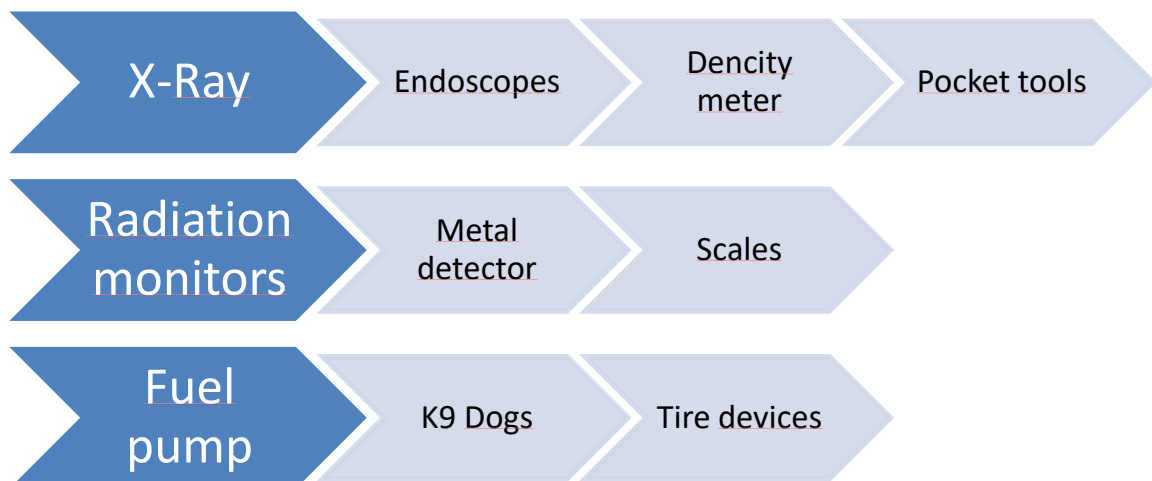 X-Ray
Endoscopes
Dencity
meter
Pocket tools
Radiation
monitors
Metal
detector
Scales
Fuel
pump
K9 Dogs
Tire devices